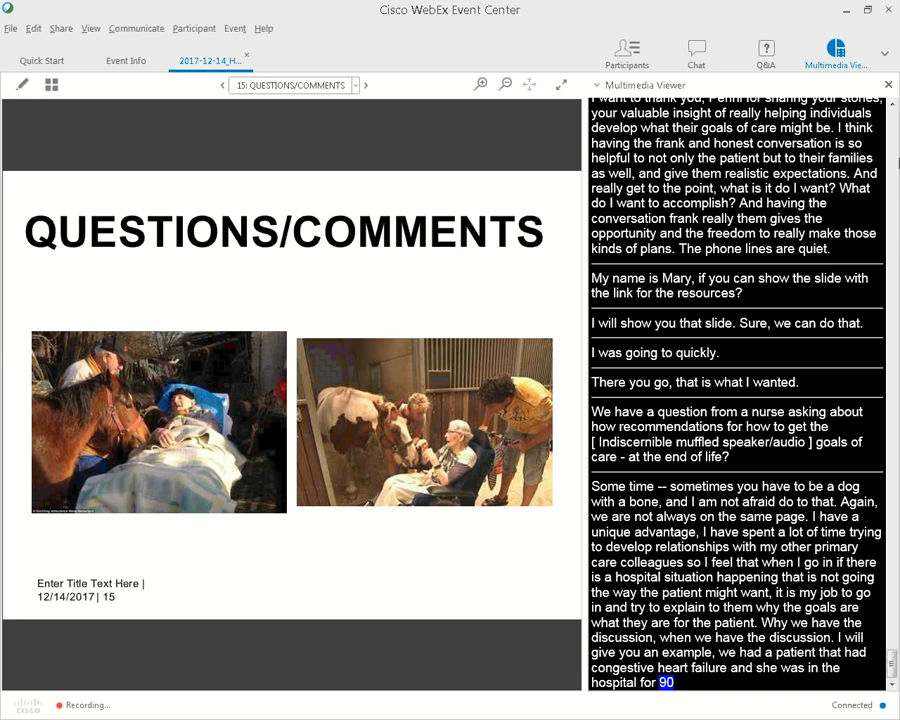 Cisco WebEx Event Center
File Edit Share View Communicate Participant Event Help
Quick Start Event Info 2017-12-14_H...
Participants Chat Q&A Multimedia Vie...
15: QUESTIONS/COMMENTS
Multimedia Viewer
QUESTIONS/COMMENTS
Enter Title Text Here |
12/14/2017 | 15
I want to thank you, Penni for sharing your stories,
your valuable insight of really helping individuals
develop what their goals of care might be. I think
having the frank and honest conversation is so
helpful to not only the patient but to their families
as well, and give them realistic expectations. And
really get to the point, what is it do I want? What
do I want to accomplish? And having the
conversation frank really them gives the
opportunity and the freedom to really make those
kinds of plans. The phone lines are quiet.
My name is Mary, if you can show the slide with
the link for the resources?
I will show you that slide. Sure, we can do that.
I was going to quickly.
There you go, that is what I wanted.
We have a question from a nurse asking about
how recommendations for how to get the
[ Indiscernible muffled speaker/audio ] goals of
care - at the end of life?
Some time -- sometimes you have to be a dog
with a bone, and I am not afraid do to that. Again,
we are not always on the same page. I have a
unique advantage, I have spent a lot of time trying
to develop relationships with my other primary
care colleagues so I feel that when I go in if there
is a hospital situation happening that is not going
the way the patient might want, it is my job to go
in and try to explain to them why the goals are
what they are for the patient. Why we have the
discussion, when we have the discussion. I will
give you an example, we had a patient that had
congestive heart failure and she was in the
hospital for 90
cisco Recording... Connected